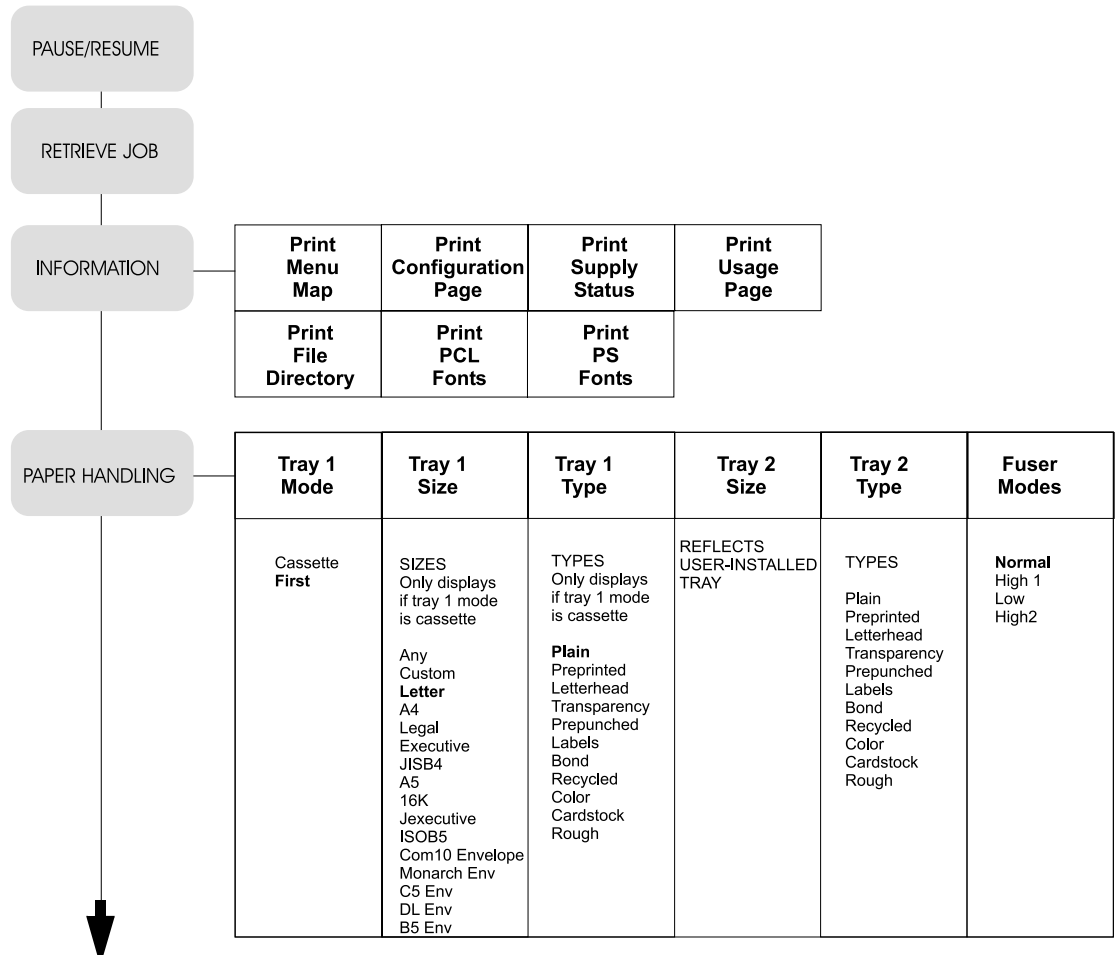 PAUSE/RESUME
RETRIEVE JOB
INFORMATION
Print
Menu
Map
Print
Configuration
Page
Print
Supply
Status
Print
Usage
Page
Print
File
Directory
Print
PCL
Fonts
Print
PS
Fonts
PAPER HANDLING
Tray 1
Mode
Tray 1
Size
Tray 1
Type
Tray 2
Size
Tray 2
Type
Fuser
Modes
Cassette
First
SIZES
Only displays
if tray 1 mode
is cassette
Any
Custom
Letter
A4
Legal
Executive
JISB4
A5
16K
Jexecutive
ISOB5
Com10 Envelope
Monarch Env
C5 Env
DL Env
B5 Env
TYPES
Only displays
if tray 1 mode
is cassette
Plain
Preprinted
Letterhead
Transparency
Prepunched
Labels
Bond
Recycled
Color
Cardstock
Rough
REFLECTS
USER-INSTALLED
TRAY
TYPES
Plain
Preprinted
Letterhead
Transparency
Prepunched
Labels
Bond
Recycled
Color
Cardstock
Rough
Normal
High 1
Low
High2